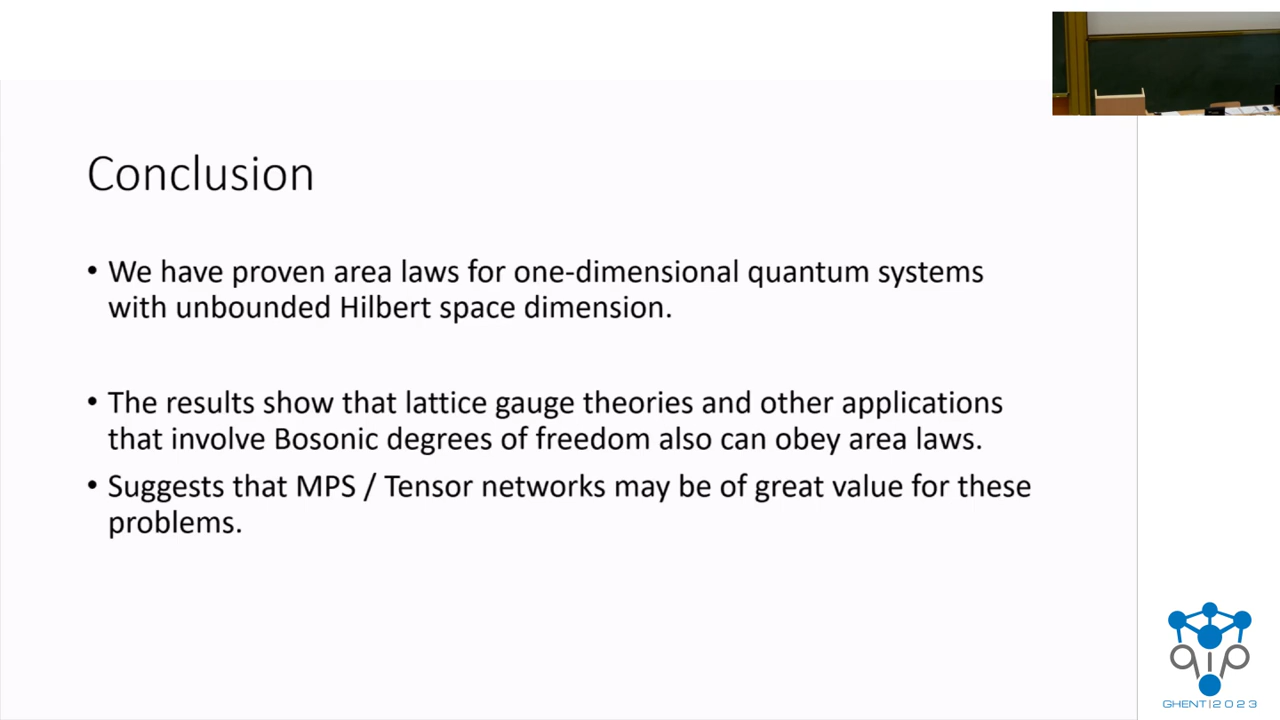 Conclusion
• We have proven area laws for one-dimensional quantum systems
with unbounded Hilbert space dimension.
• The results show that lattice gauge theories and other applications
that involve Bosonic degrees of freedom also can obey area laws.
• Suggests that MPS / Tensor networks may be of great value for these
problems.
qip
GHENT|2023